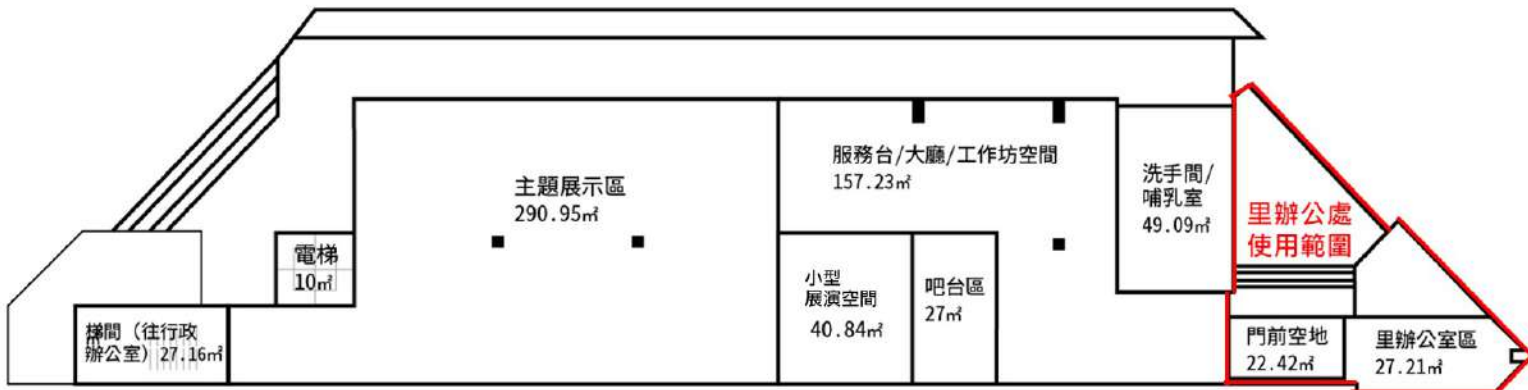 服務台/大廳/工作坊空間
157.23㎡
主題展示區
290.95㎡
洗手間/
哺乳室
49.09㎡
里辦公處
使用範圍
電梯
10㎡
小型
展演空間
40.84㎡
吧台區
27㎡
梯間（往行政
辦公室）27.16㎡
門前空地
22.42㎡
里辦公室區
27.21㎡